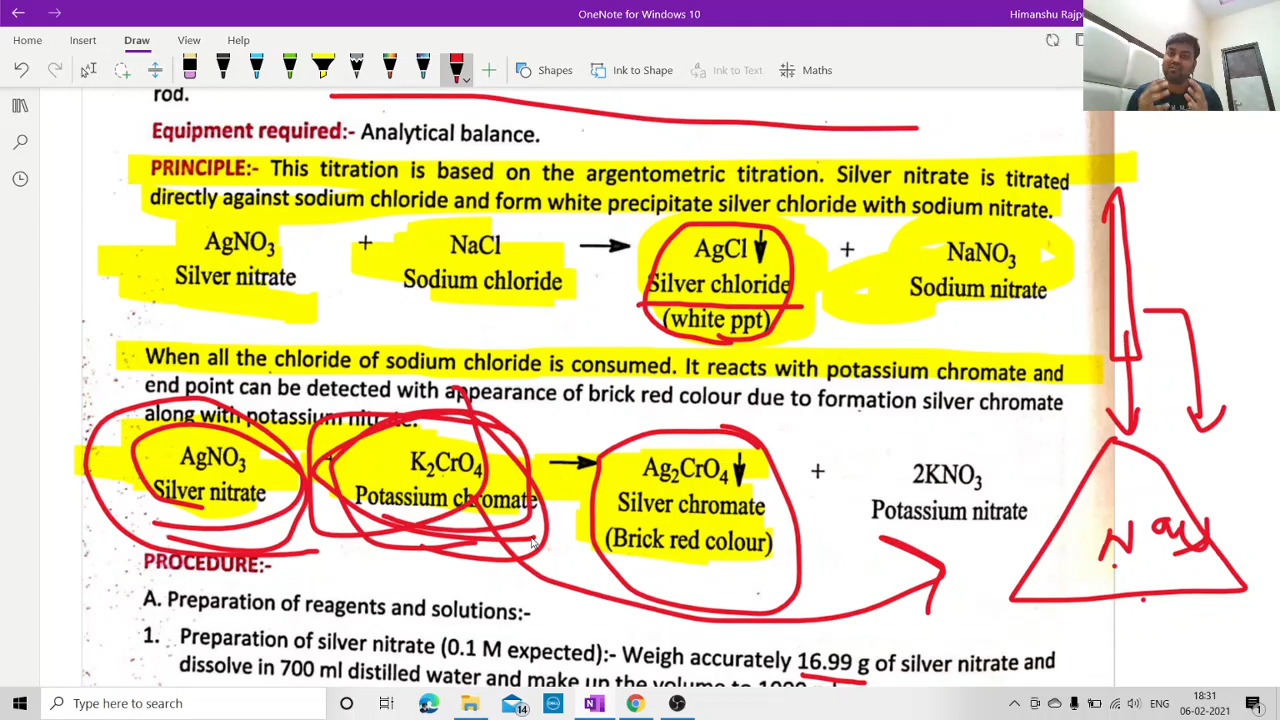 OneNote for Windows 10
Himanshu Rajp
Home Insert Draw View Help
Shapes Ink to Shape Ink to Text Maths
rod.
Equipment required:- Analytical balance.
PRINCIPLE:- This titration is based on the argentometric titration. Silver nitrate is titrated
directly against sodium chloride and form white precipitate silver chloride with sodium nitrate.
AgNO3 + NaCl → AgCl↓ + NaNO3
Silver nitrate Sodium chloride Silver chloride Sodium nitrate
(white ppt)
When all the chloride of sodium chloride is consumed. It reacts with potassium chromate and
end point can be detected with appearance of brick red colour due to formation silver chromate
along with potassium nitrate.
AgNO3 + K2CrO4 → Ag2CrO4↓ + 2KNO3
Silver nitrate Potassium chromate Silver chromate Potassium nitrate
(Brick red colour)
PROCEDURE:-
A. Preparation of reagents and solutions:-
1. Preparation of silver nitrate (0.1 M expected):- Weigh accurately 16.99 g of silver nitrate and
dissolve in 700 ml distilled water and make up the volume to 1000
Type here to search
14
ENG
18:31
06-02-2021
1